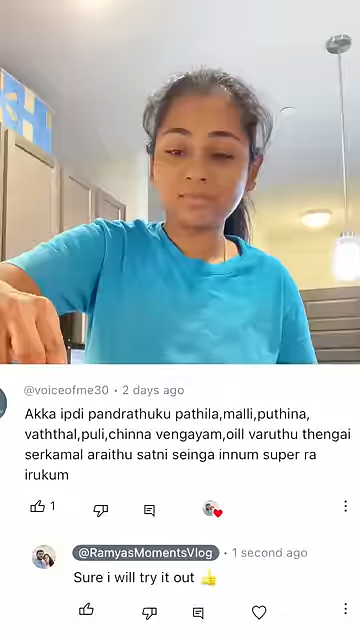 @voiceofme30 • 2 days ago
Akka ipdi pandrathuku pathila,malli,puthina,
vaththal,puli,chinna vengayam,oill varuthu thengai
serkamal araithu satni seinga innum super ra
irukum
1
@RamyasMomentsVlog • 1 second ago
Sure i will try it out 👍